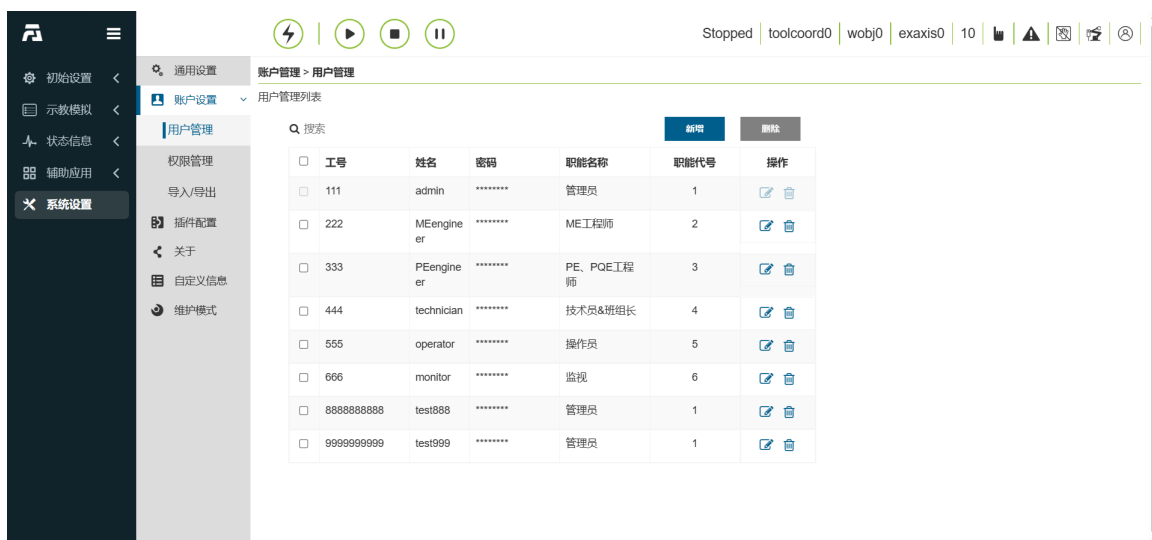 Stopped toolcoord0 wobj0 exaxis0 10
初始设置
示教模拟
状态信息
辅助应用
系统设置
通用设置
账户设置
用户管理
权限管理
导入/导出
插件配置
关于
自定义信息
维护模式
账户管理 > 用户管理
用户管理列表
搜索 新增 删除
工号 姓名 密码 职能名称 职能代号 操作
111 admin ******** 管理员 1
222 MEengine ******** ME工程师 2
er
333 PEengine ******** PE、PQE工程 3
er 师
444 technician ******** 技术员&班组长 4
555 operator ******** 操作员 5
666 monitor ******** 监视 6
8888888888 test888 ******** 管理员 1
9999999999 test999 ******** 管理员 1